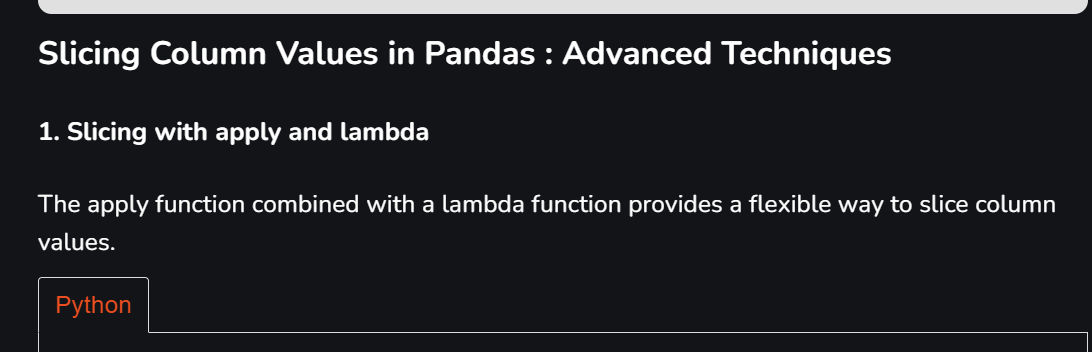 Slicing Column Values in Pandas : Advanced Techniques
1. Slicing with apply and lambda
The apply function combined with a lambda function provides a flexible way to slice column
values.
Python